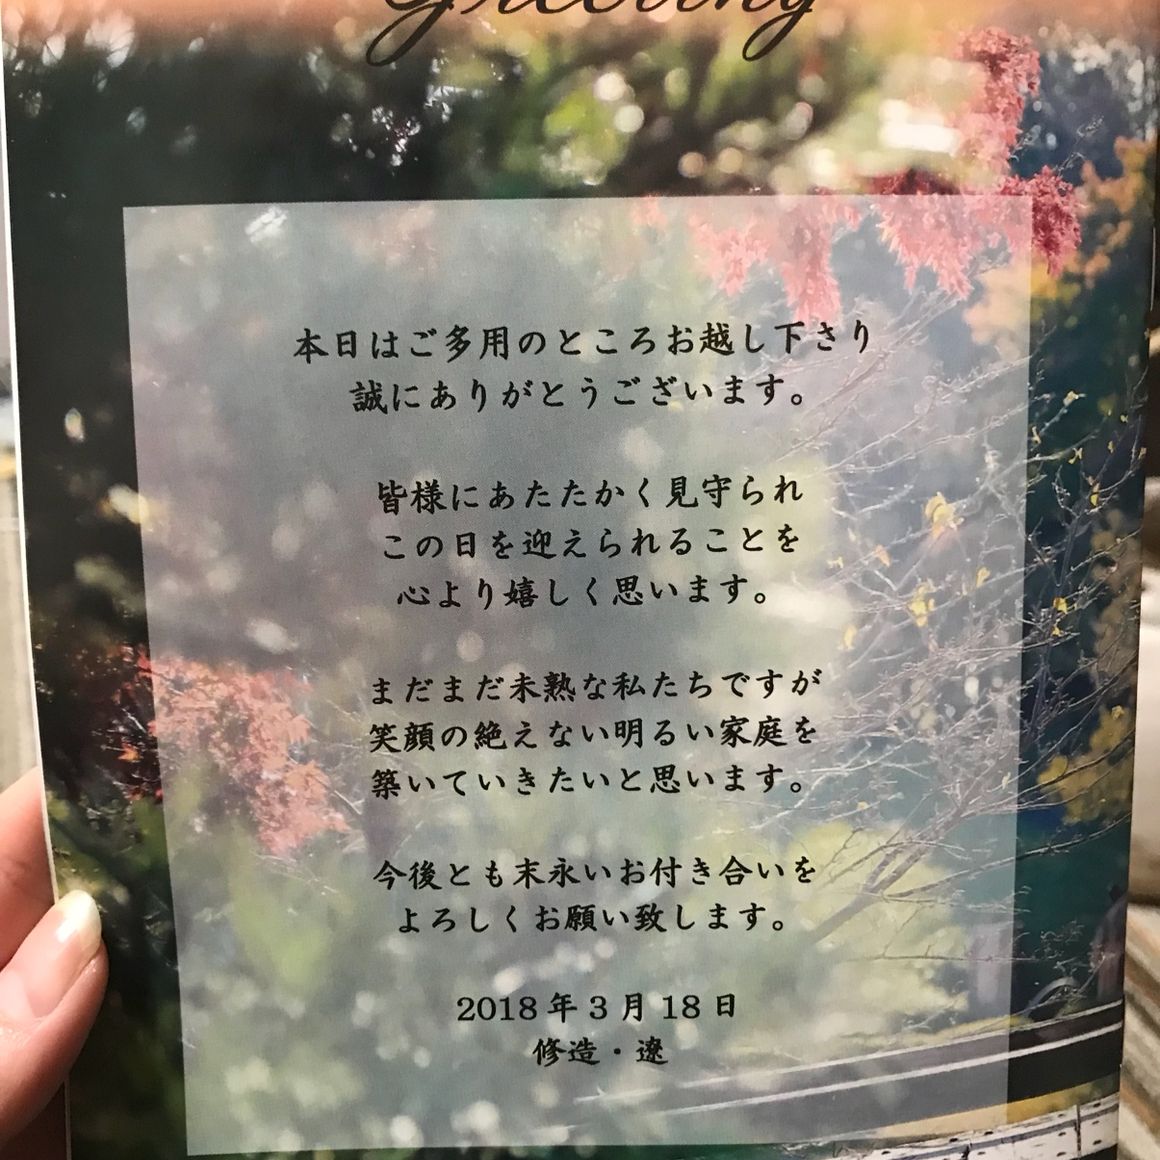 Greeting
本日はご多用のところお越し下さり
誠にありがとうございます。
皆様にあたたかく見守られ
この日を迎えられることを
心より嬉しく思います。
まだまだ未熟な私たちですが
笑顔の絶えない明るい家庭を
築いていきたいと思います。
今後とも末永いお付き合いを
よろしくお願い致します。
2018年3月18日
修造・遼